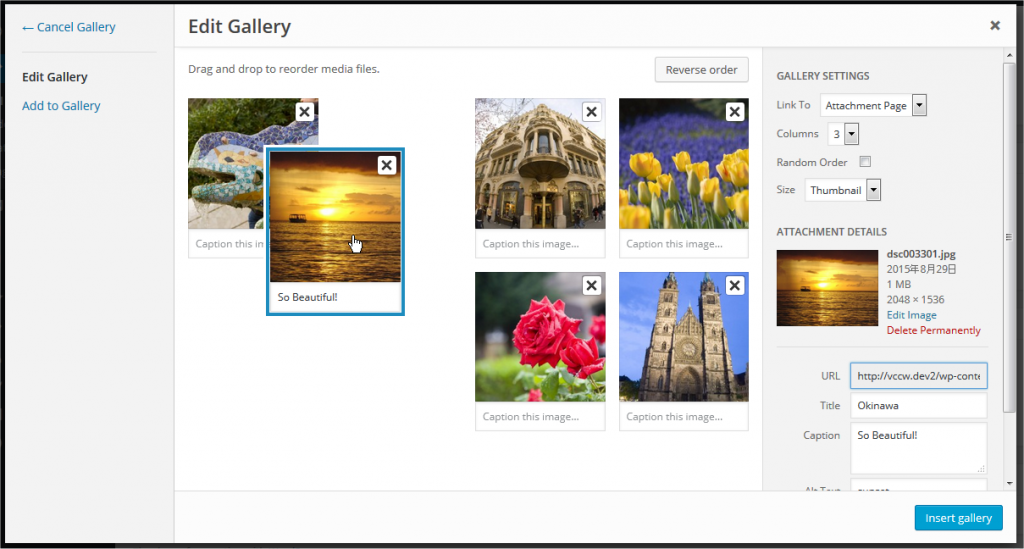 ← Cancel Gallery
Edit Gallery
Add to Gallery
Edit Gallery
Drag and drop to reorder media files.
Reverse order
Caption this im
So Beautiful!
Caption this image...
Caption this image...
Caption this image...
Caption this image...
GALLERY SETTINGS
Link To Attachment Page
Columns 3
Random Order
Size Thumbnail
ATTACHMENT DETAILS
dsc003301.jpg
2015年8月29日
1 MB
2048 × 1536
Edit Image
Delete Permanently
URL http://vccw.dev2/wp-conte
Title Okinawa
Caption So Beautiful!
Alt Text sunset
Insert gallery